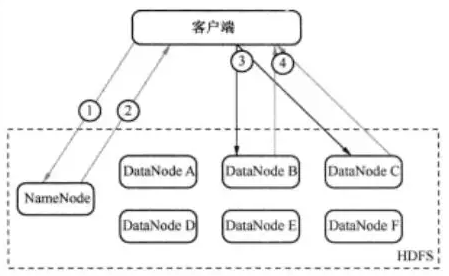 客户端
③ ④
① ②
DataNode A DataNode B DataNode C
NameNode
DataNode D DataNode E DataNode F
HDFS